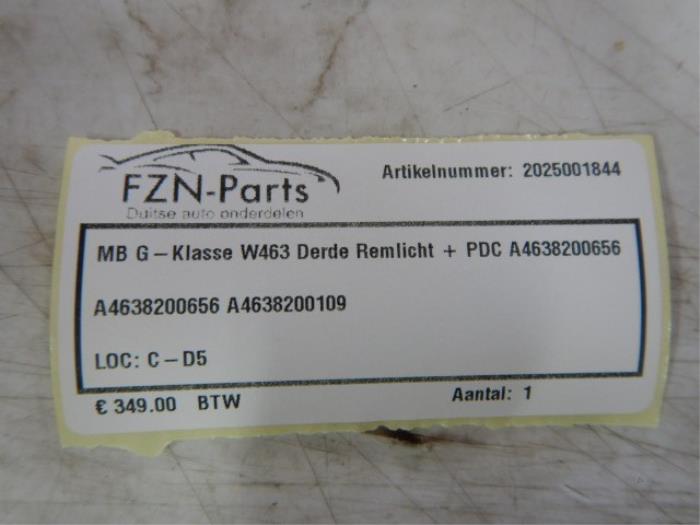 FZN-Parts
Duitse auto onderdelen
Artikelnummer: 2025001844
MB G-Klasse W463 Derde Remlicht + PDC A4638200656
A4638200656 A4638200109
LOC: C-D5
€ 349.00 BTW
Aantal: 1